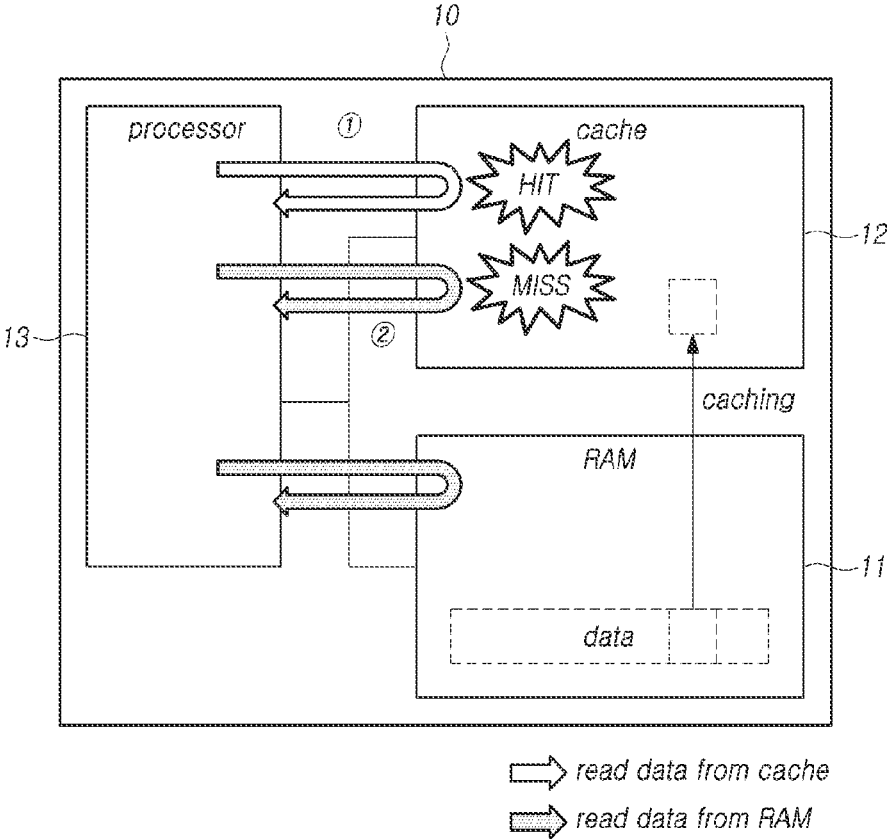 10
processor
①
cache
HIT
12
MISS
13
②
caching
RAM
11
data
read data from cache
read data from RAM